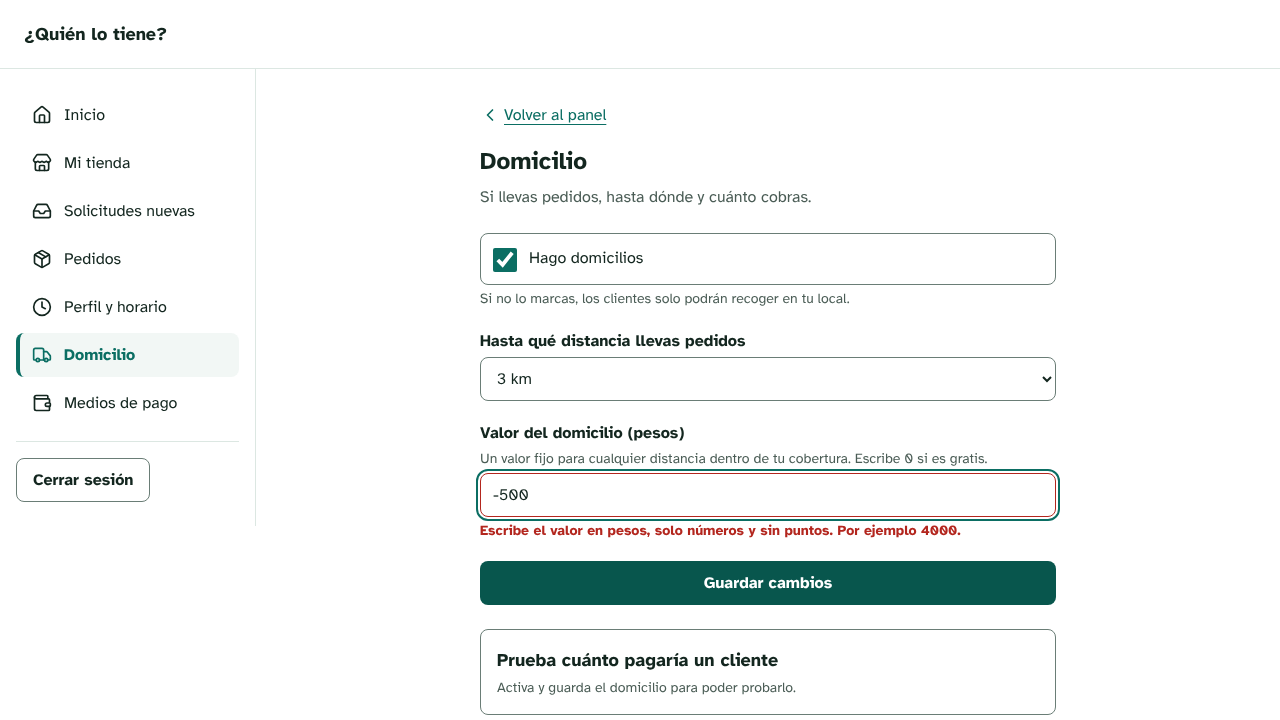 ¿Quién lo tiene?
Inicio
Mi tienda
Solicitudes nuevas
Pedidos
Perfil y horario
Domicilio
Medios de pago
Cerrar sesión
Volver al panel
Domicilio
Si llevas pedidos, hasta dónde y cuánto cobras.
Hago domicilios
Si no lo marcas, los clientes solo podrán recoger en tu local.
Hasta qué distancia llevas pedidos
3 km
Valor del domicilio (pesos)
Un valor fijo para cualquier distancia dentro de tu cobertura. Escribe 0 si es gratis.
-500
Escribe el valor en pesos, solo números y sin puntos. Por ejemplo 4000.
Guardar cambios
Prueba cuánto pagaría un cliente
Activa y guarda el domicilio para poder probarlo.